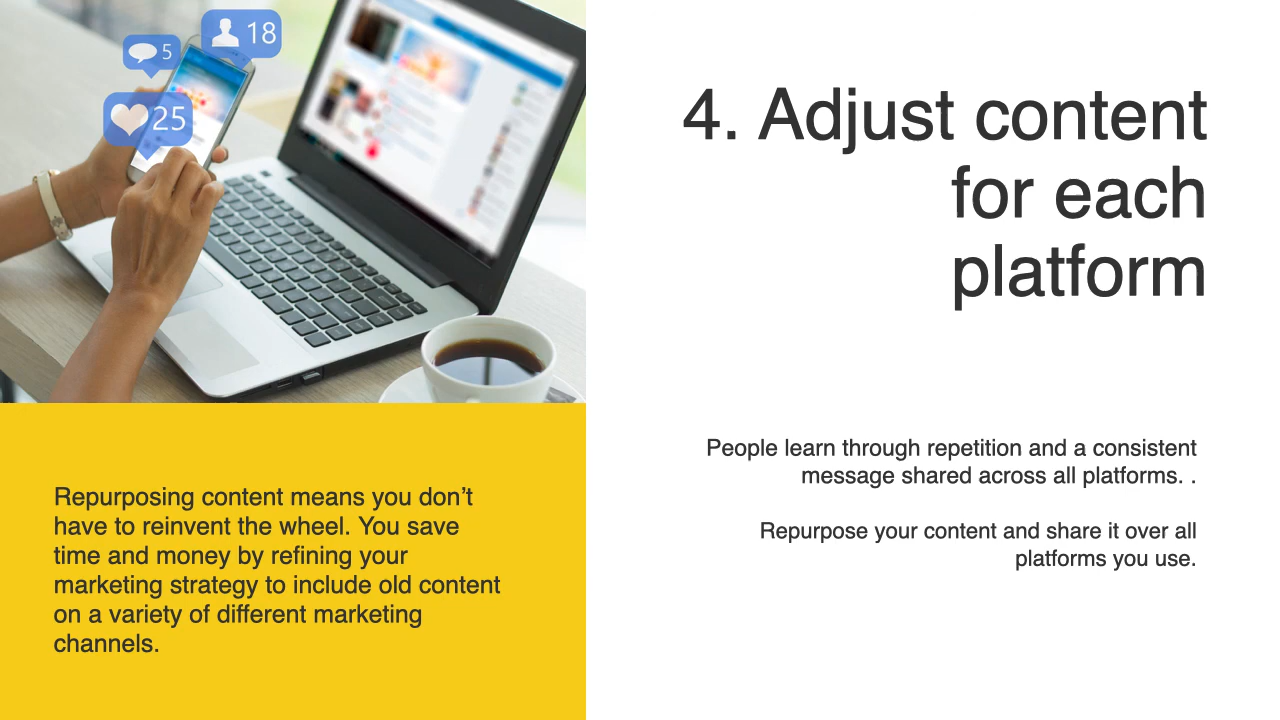 18
5
25
4. Adjust content
for each
platform
People learn through repetition and a consistent
message shared across all platforms. .
Repurpose your content and share it over all
platforms you use.
Repurposing content means you don’t
have to reinvent the wheel. You save
time and money by refining your
marketing strategy to include old content
on a variety of different marketing
channels.